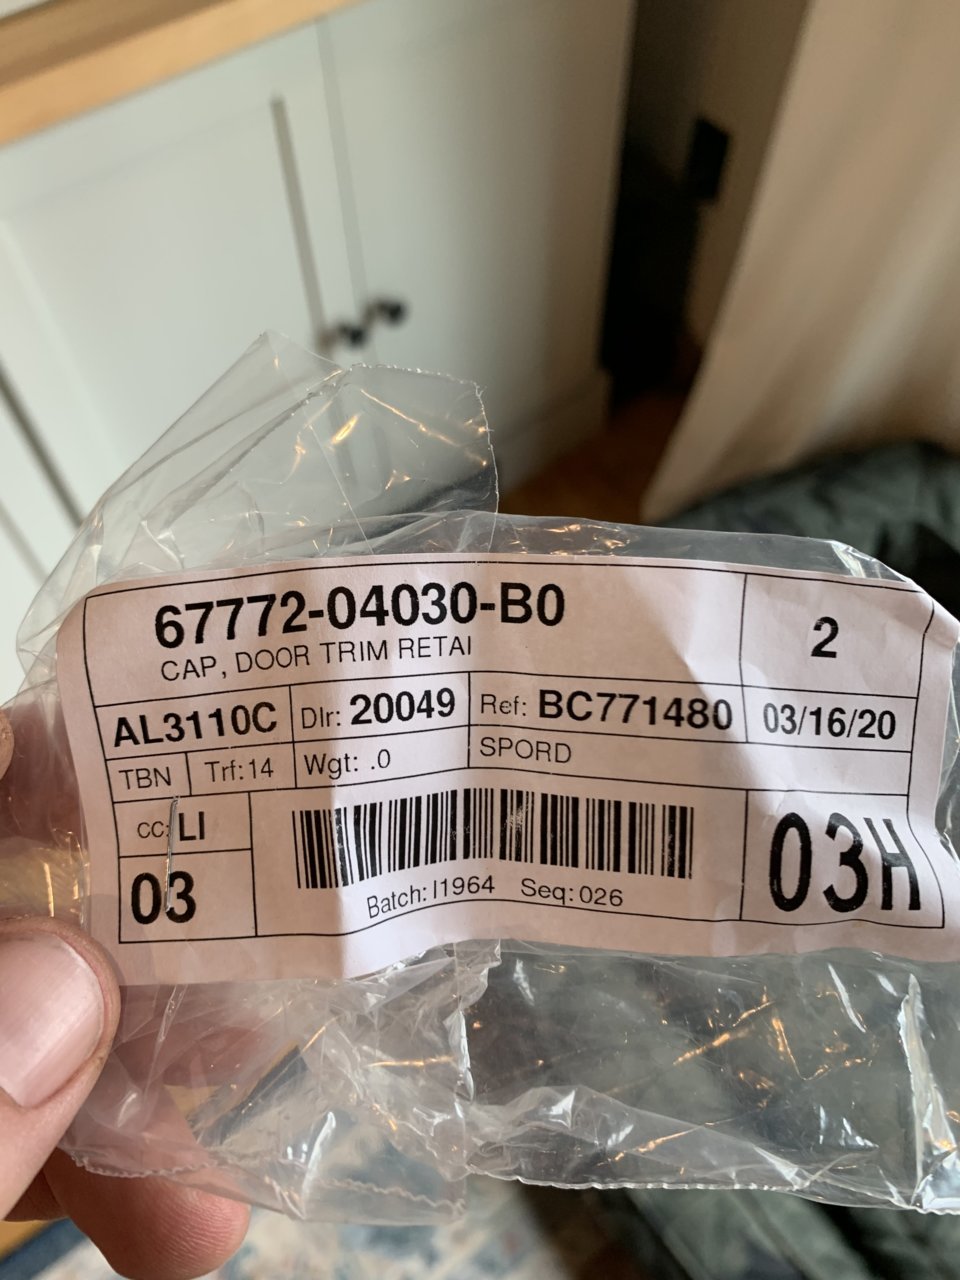 67772-04030-B0
CAP, DOOR TRIM RETAI
2
AL3110C
Dlr: 20049
Ref: BC771480
03/16/20
TBN
Trf: 14
Wgt: .0
SPORD
CC: LI
03
Batch: I1964 Seq: 026
03H